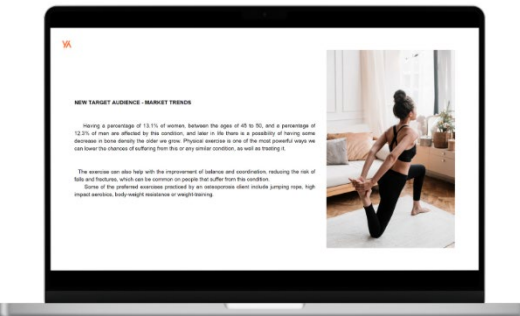 YA
NEW TARGET AUDIENCE - MARKET TRENDS
Having a percentage of 13.1% of women, between the ages of 45 to 50, and a percentage of
12.3% of men are affected by this condition, and later in life there is a possibility of having some
decrease in bone density the older we grow. Physical exercise is one of the most powerful ways we
can lower the chances of suffering from this or any similar condition, as well as treating it.
The exercise can also help with the improvement of balance and coordination, reducing the risk of
falls and fractures, which can be common on people that suffer from this condition.
Some of the preferred exercises practiced by an osteoporosis client include jumping rope, high
impact aerobics, body-weight resistance or weight-training.